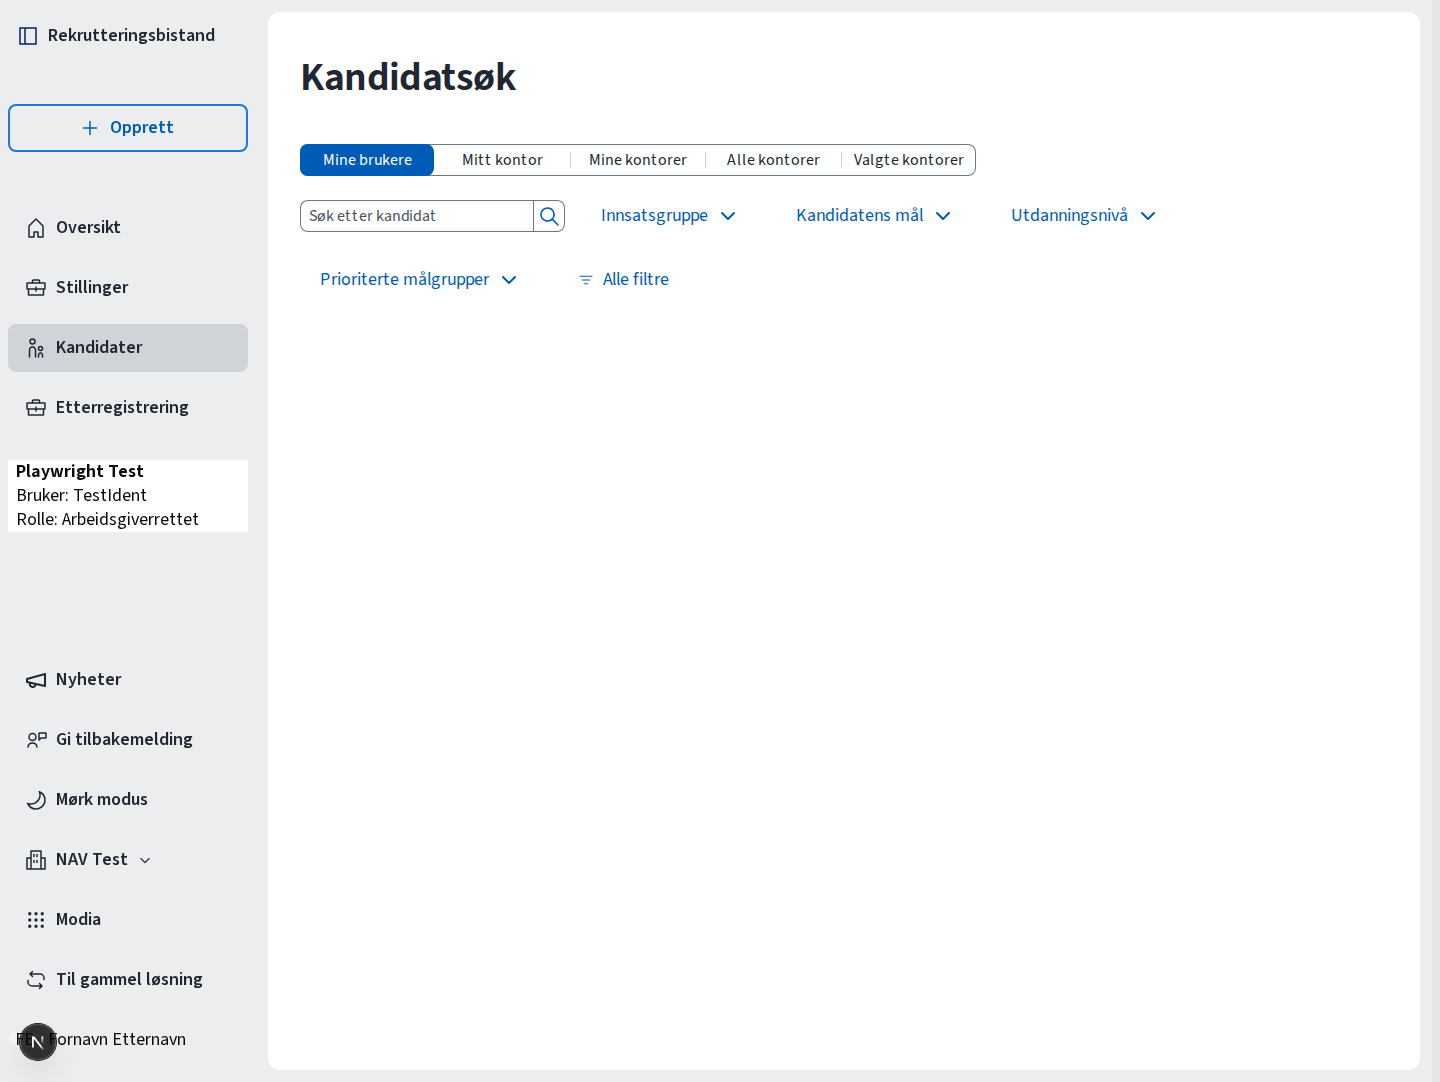 Rekrutteringsbistand
Opprett
Oversikt
Stillinger
Kandidater
Etterregistrering
Playwright Test
Bruker: TestIdent
Rolle: Arbeidsgiverrettet
Nyheter
Gi tilbakemelding
Mørk modus
NAV Test
Modia
Til gammel løsning
Fornavn Etternavn
Kandidatsøk
Mine brukere Mitt kontor Mine kontorer Alle kontorer Valgte kontorer
Søk etter kandidat Innsatsgruppe Kandidatens mål Utdanningsnivå
Prioriterte målgrupper Alle filtre